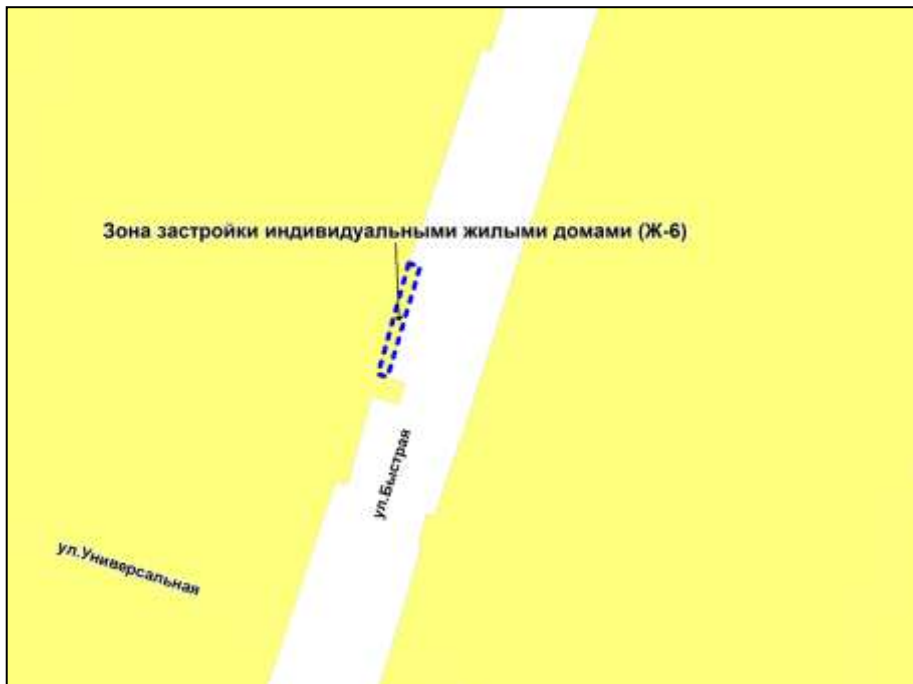 Зона застройки индивидуальными жилыми домами (Ж-6)
ул.Быстрая
ул.Универсальная